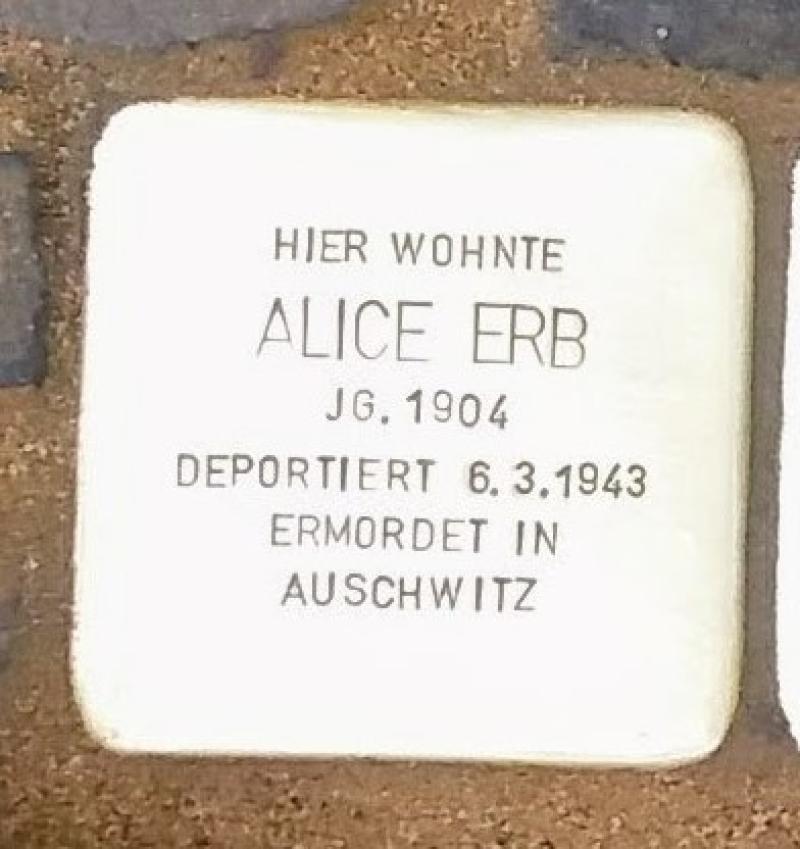 HIER WOHNTE
ALICE ERB
JG. 1904
DEPORTIERT 6.3.1943
ERMORDET IN
AUSCHWITZ